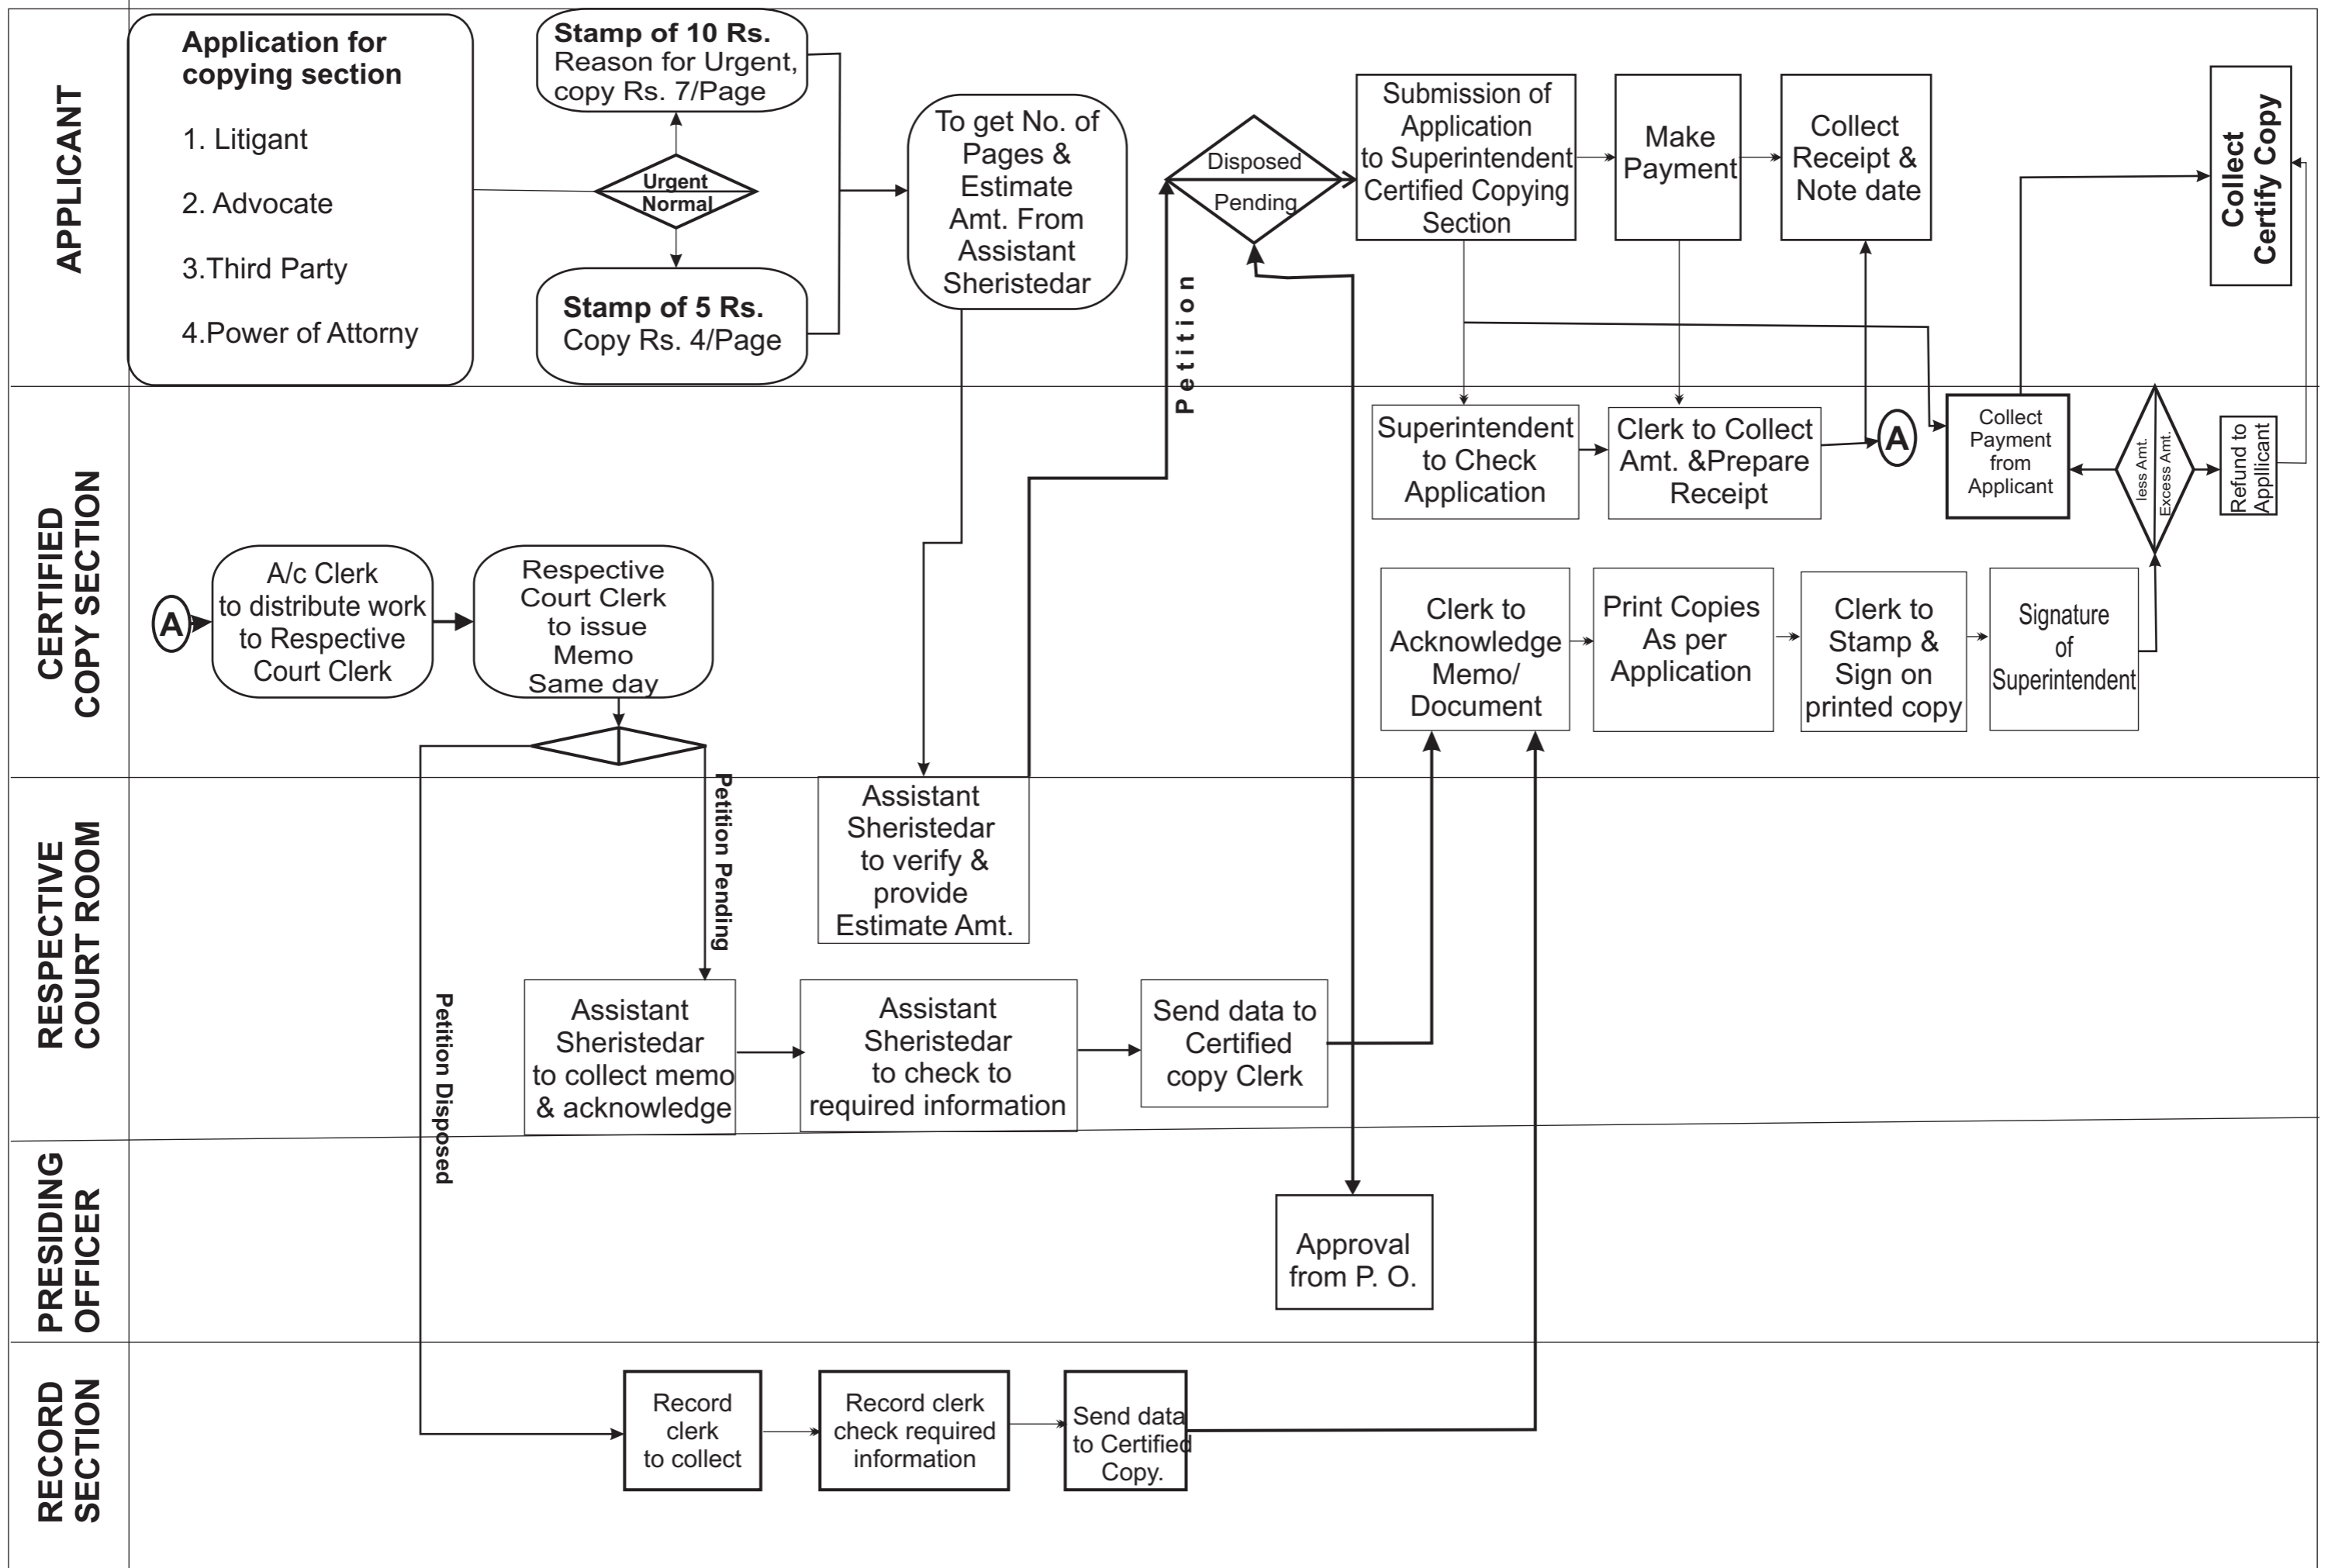 APPLICANT
Application for
copying section
1. Litigant
2. Advocate
3.Third Party
4.Power of Attorny
Stamp of 10 Rs.
Reason for Urgent,
copy Rs. 7/Page
Urgent
Normal
Stamp of 5 Rs.
Copy Rs. 4/Page
To get No. of
Pages &
Estimate
Amt. From
Assistant
Sheristedar
Petition
Disposed
Pending
Submission of
Application
to Superintendent
Certified Copying
Section
Make
Payment
Collect
Receipt &
Note date
Collect
Certify Copy
CERTIFIED
COPY SECTION
Superintendent
to Check
Application
Clerk to Collect
Amt. &Prepare
Receipt
A
Collect
Payment
from
Applicant
less Amt.
Excess Amt.
Refund to
Appllicant
A
A/c Clerk
to distribute work
to Respective
Court Clerk
Respective
Court Clerk
to issue
Memo
Same day
Clerk to
Acknowledge
Memo/
Document
Print Copies
As per
Application
Clerk to
Stamp &
Sign on
printed copy
Signature
of
Superintendent
RESPECTIVE
COURT ROOM
Petition Pending
Assistant
Sheristedar
to verify &
provide
Estimate Amt.
Petition Disposed
Assistant
Sheristedar
to collect memo
& acknowledge
Assistant
Sheristedar
to check to
required information
Send data to
Certified
copy Clerk
PRESIDING
OFFICER
Approval
from P. O.
RECORD
SECTION
Record
clerk
to collect
Record clerk
check required
information
Send data
to Certified
Copy.